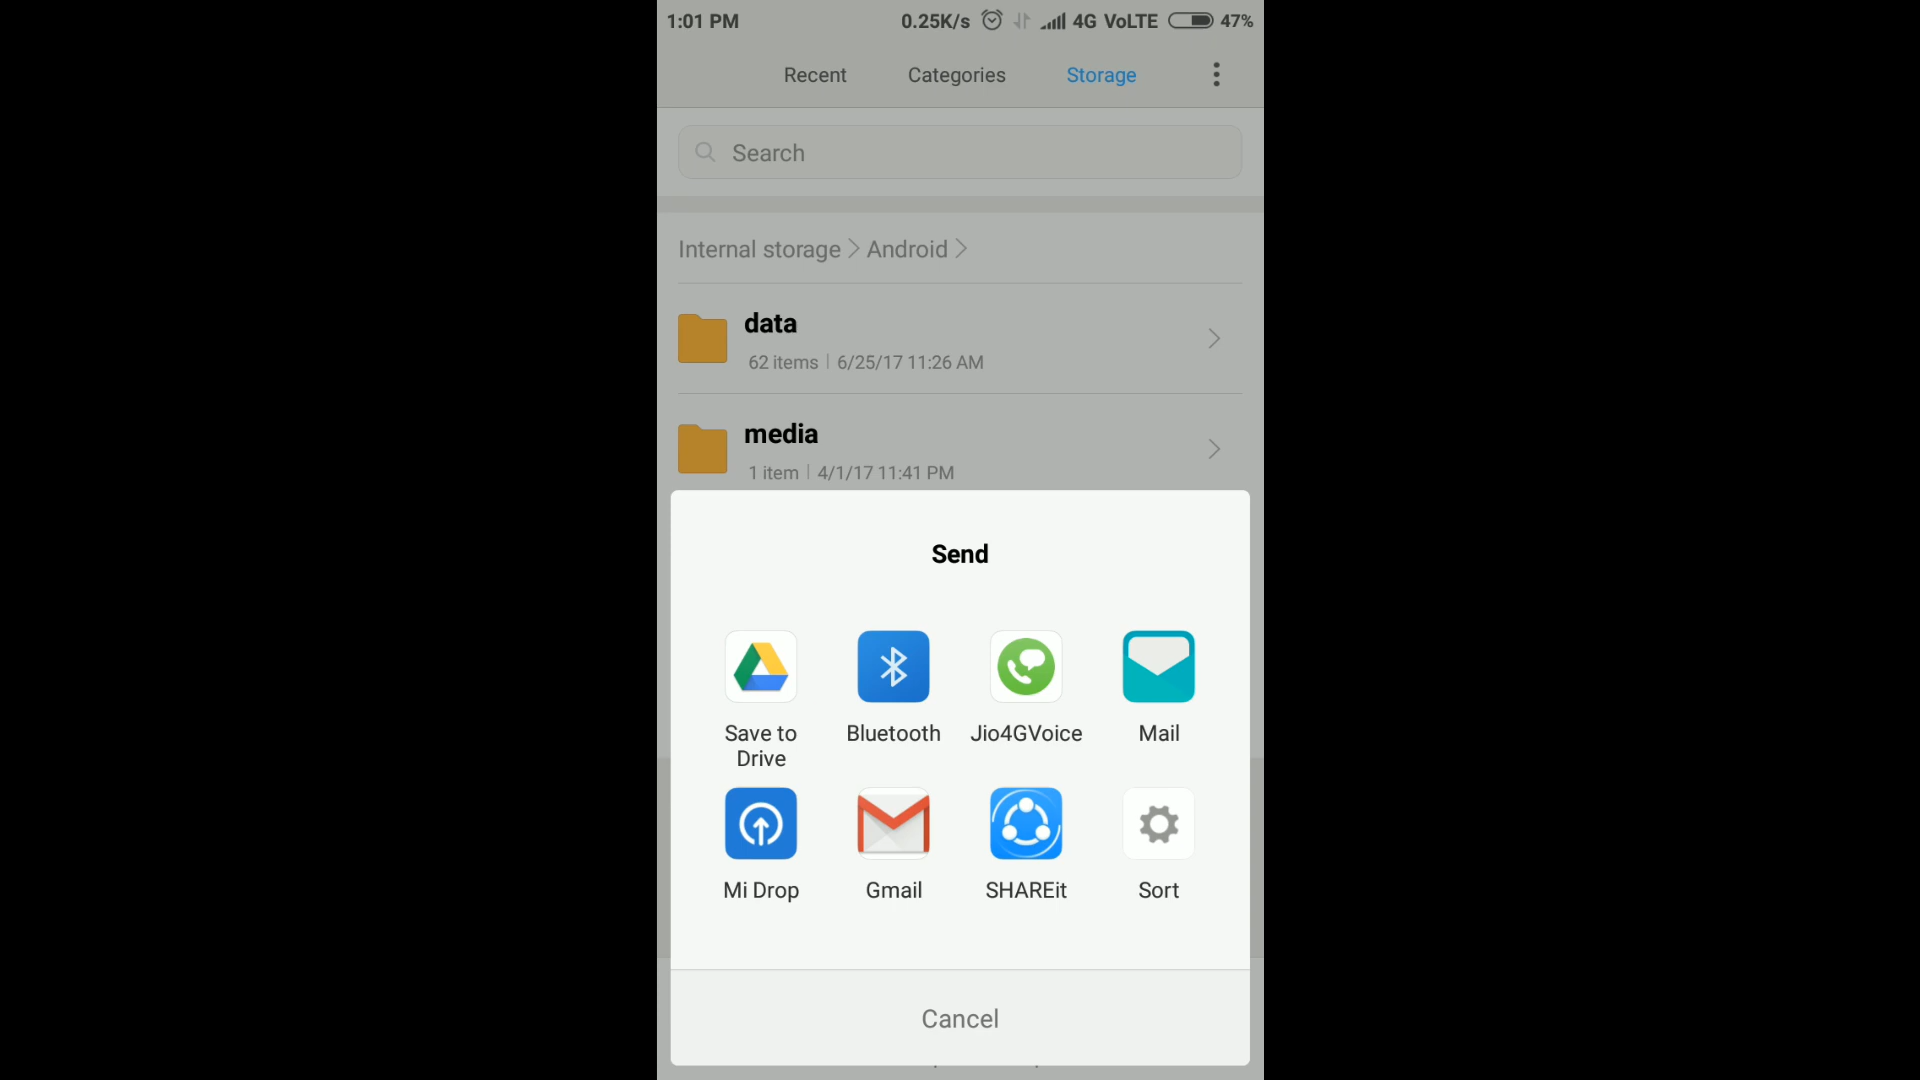 1:01 PM 0.25K/s 4G VoLTE 47%
Recent Categories Storage
Search
Internal storage Android
data
62 items 6/25/17 11:26 AM
media
1 item 4/1/17 11:41 PM
Send
Save to Drive Bluetooth Jio4GVoice Mail
Mi Drop Gmail SHAREit Sort
Cancel